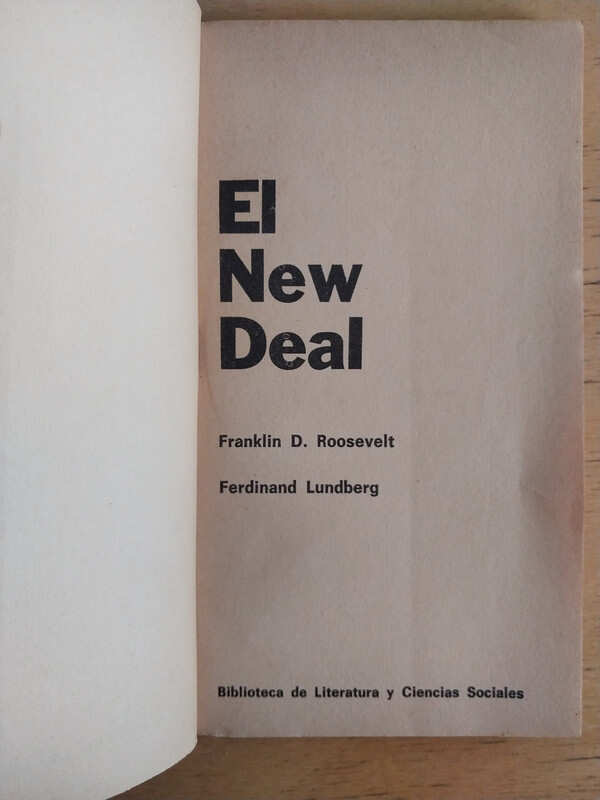 El
New
Deal
Franklin D. Roosevelt
Ferdinand Lundberg
Biblioteca de Literatura y Ciencias Sociales